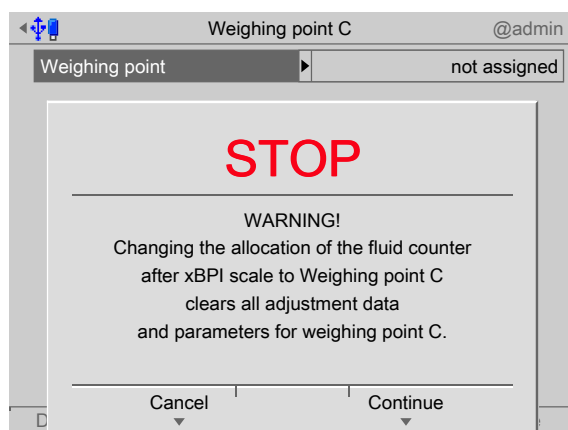 Weighing point C @admin
Weighing point not assigned
STOP
WARNING!
Changing the allocation of the fluid counter
after xBPI scale to Weighing point C
clears all adjustment data
and parameters for weighing point C.
Cancel Continue